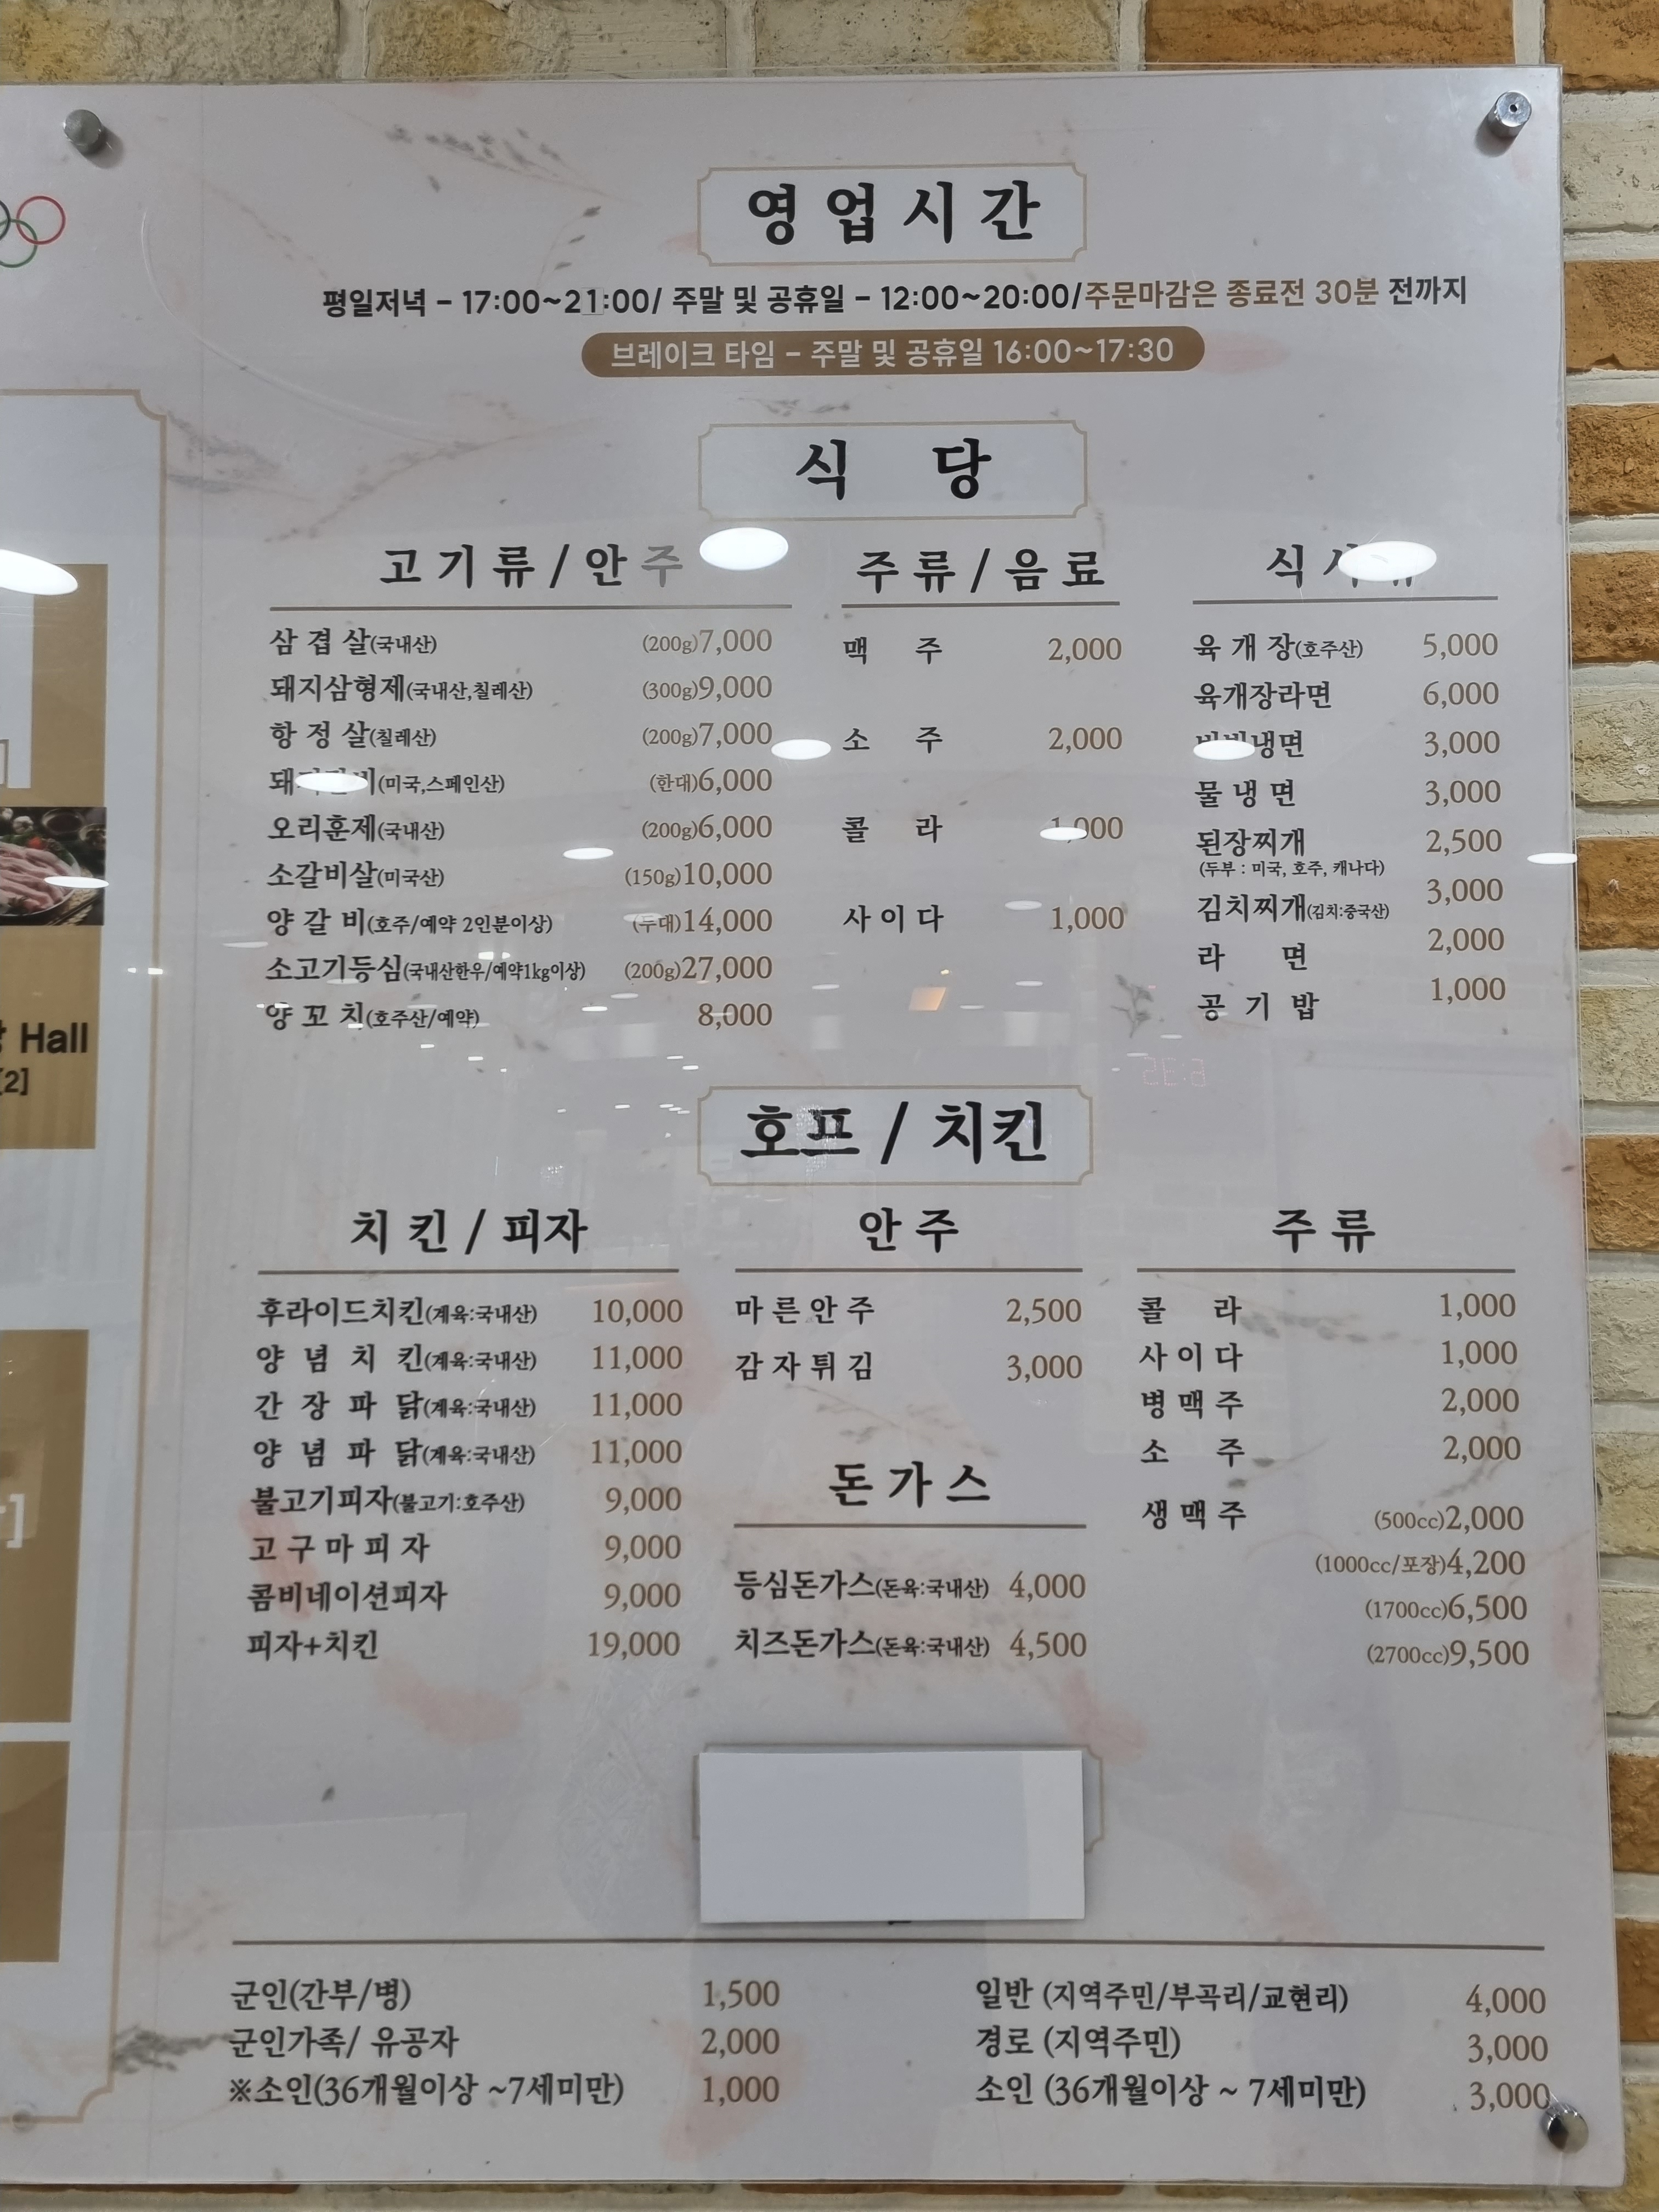 Hall
[2]
영업시간
평일저녁 - 17:00~21:00/ 주말 및 공휴일 - 12:00~20:00/주문마감은 종료전 30분 전까지
브레이크 타임 - 주말 및 공휴일 16:00~17:30
식 당
고기류/안주
삼 겹 살(국내산) (200g)7,000
돼지삼형제(국내산,칠레산) (300g)9,000
항 정 살(칠레산) (200g)7,000
(미국,스페인산) (한대)6,000
오리훈제(국내산) (200g)6,000
소갈비살(미국산) (150g)10,000
양 갈 비(호주/예약 2인분이상) (두대)14,000
소고기등심(국내산한우/예약1kg이상) (200g)27,000
양 꼬 치(호주산/예약) 8,000
주류/음료
맥 주 2,000
소 주 2,000
콜 라 1,000
사이다 1,000
육 개 장(호주산) 5,000
육개장라면 6,000
비빔냉면 3,000
물 냉 면 3,000
된장찌개 2,500
(두부 : 미국, 호주, 캐나다)
김치찌개(김치:중국산) 3,000
라 면 2,000
공 기 밥 1,000
호프 / 치킨
치 킨 / 피자
후라이드치킨(계육:국내산) 10,000
양 념 치 킨(계육:국내산) 11,000
간 장 파 닭(계육:국내산) 11,000
양 념 파 닭(계육:국내산) 11,000
불고기피자(불고기:호주산) 9,000
고구마피자 9,000
콤비네이션피자 9,000
피자+치킨 19,000
안주
마른안주 2,500
감자튀김 3,000
돈가스
등심돈가스(돈육:국내산) 4,000
치즈돈가스(돈육:국내산) 4,500
주류
콜 라 1,000
사이다 1,000
병맥주 2,000
소 주 2,000
생맥주 (500cc)2,000
(1000cc/포장)4,200
(1700cc)6,500
(2700cc)9,500
군인(간부/병) 1,500
군인가족/ 유공자 2,000
※소인(36개월이상 ~7세미만) 1,000
일반 (지역주민/부곡리/교현리) 4,000
경로 (지역주민) 3,000
소인 (36개월이상 ~ 7세미만) 3,000